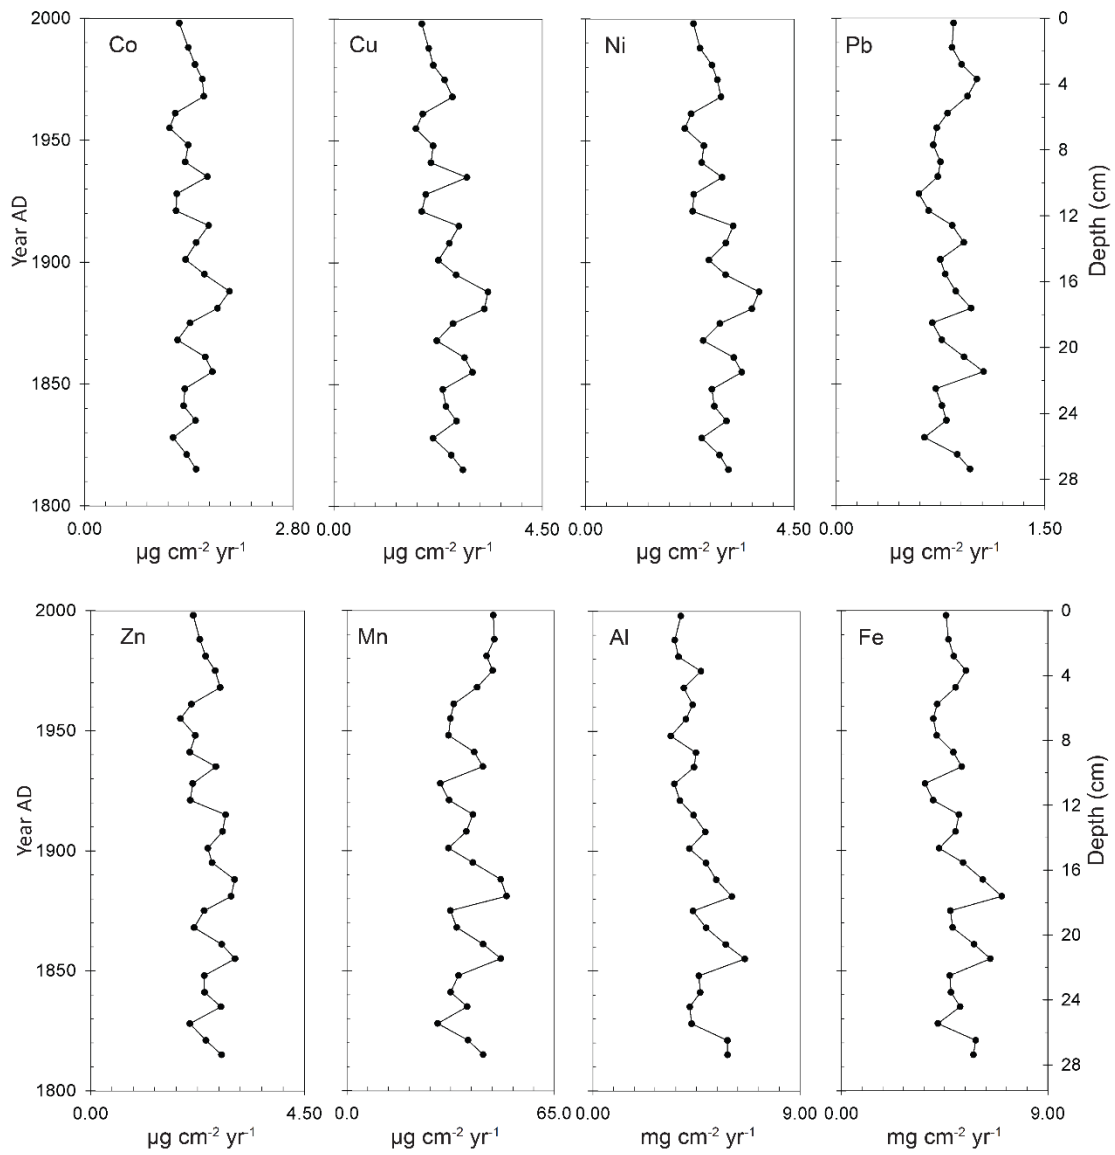 Co
Cu
Ni
Pb
2000
1950
1900
1850
1800
Year AD
0
4
8
12
16
20
24
28
Depth (cm)
0.00
2.80
0.00
4.50
0.00
4.50
0.00
1.50
µg cm⁻² yr⁻¹
µg cm⁻² yr⁻¹
µg cm⁻² yr⁻¹
µg cm⁻² yr⁻¹
Zn
Mn
Al
Fe
2000
1950
1900
1850
1800
Year AD
0
4
8
12
16
20
24
28
Depth (cm)
0.00
4.50
0.0
65.0
0.00
9.00
0.00
9.00
µg cm⁻² yr⁻¹
µg cm⁻² yr⁻¹
mg cm⁻² yr⁻¹
mg cm⁻² yr⁻¹